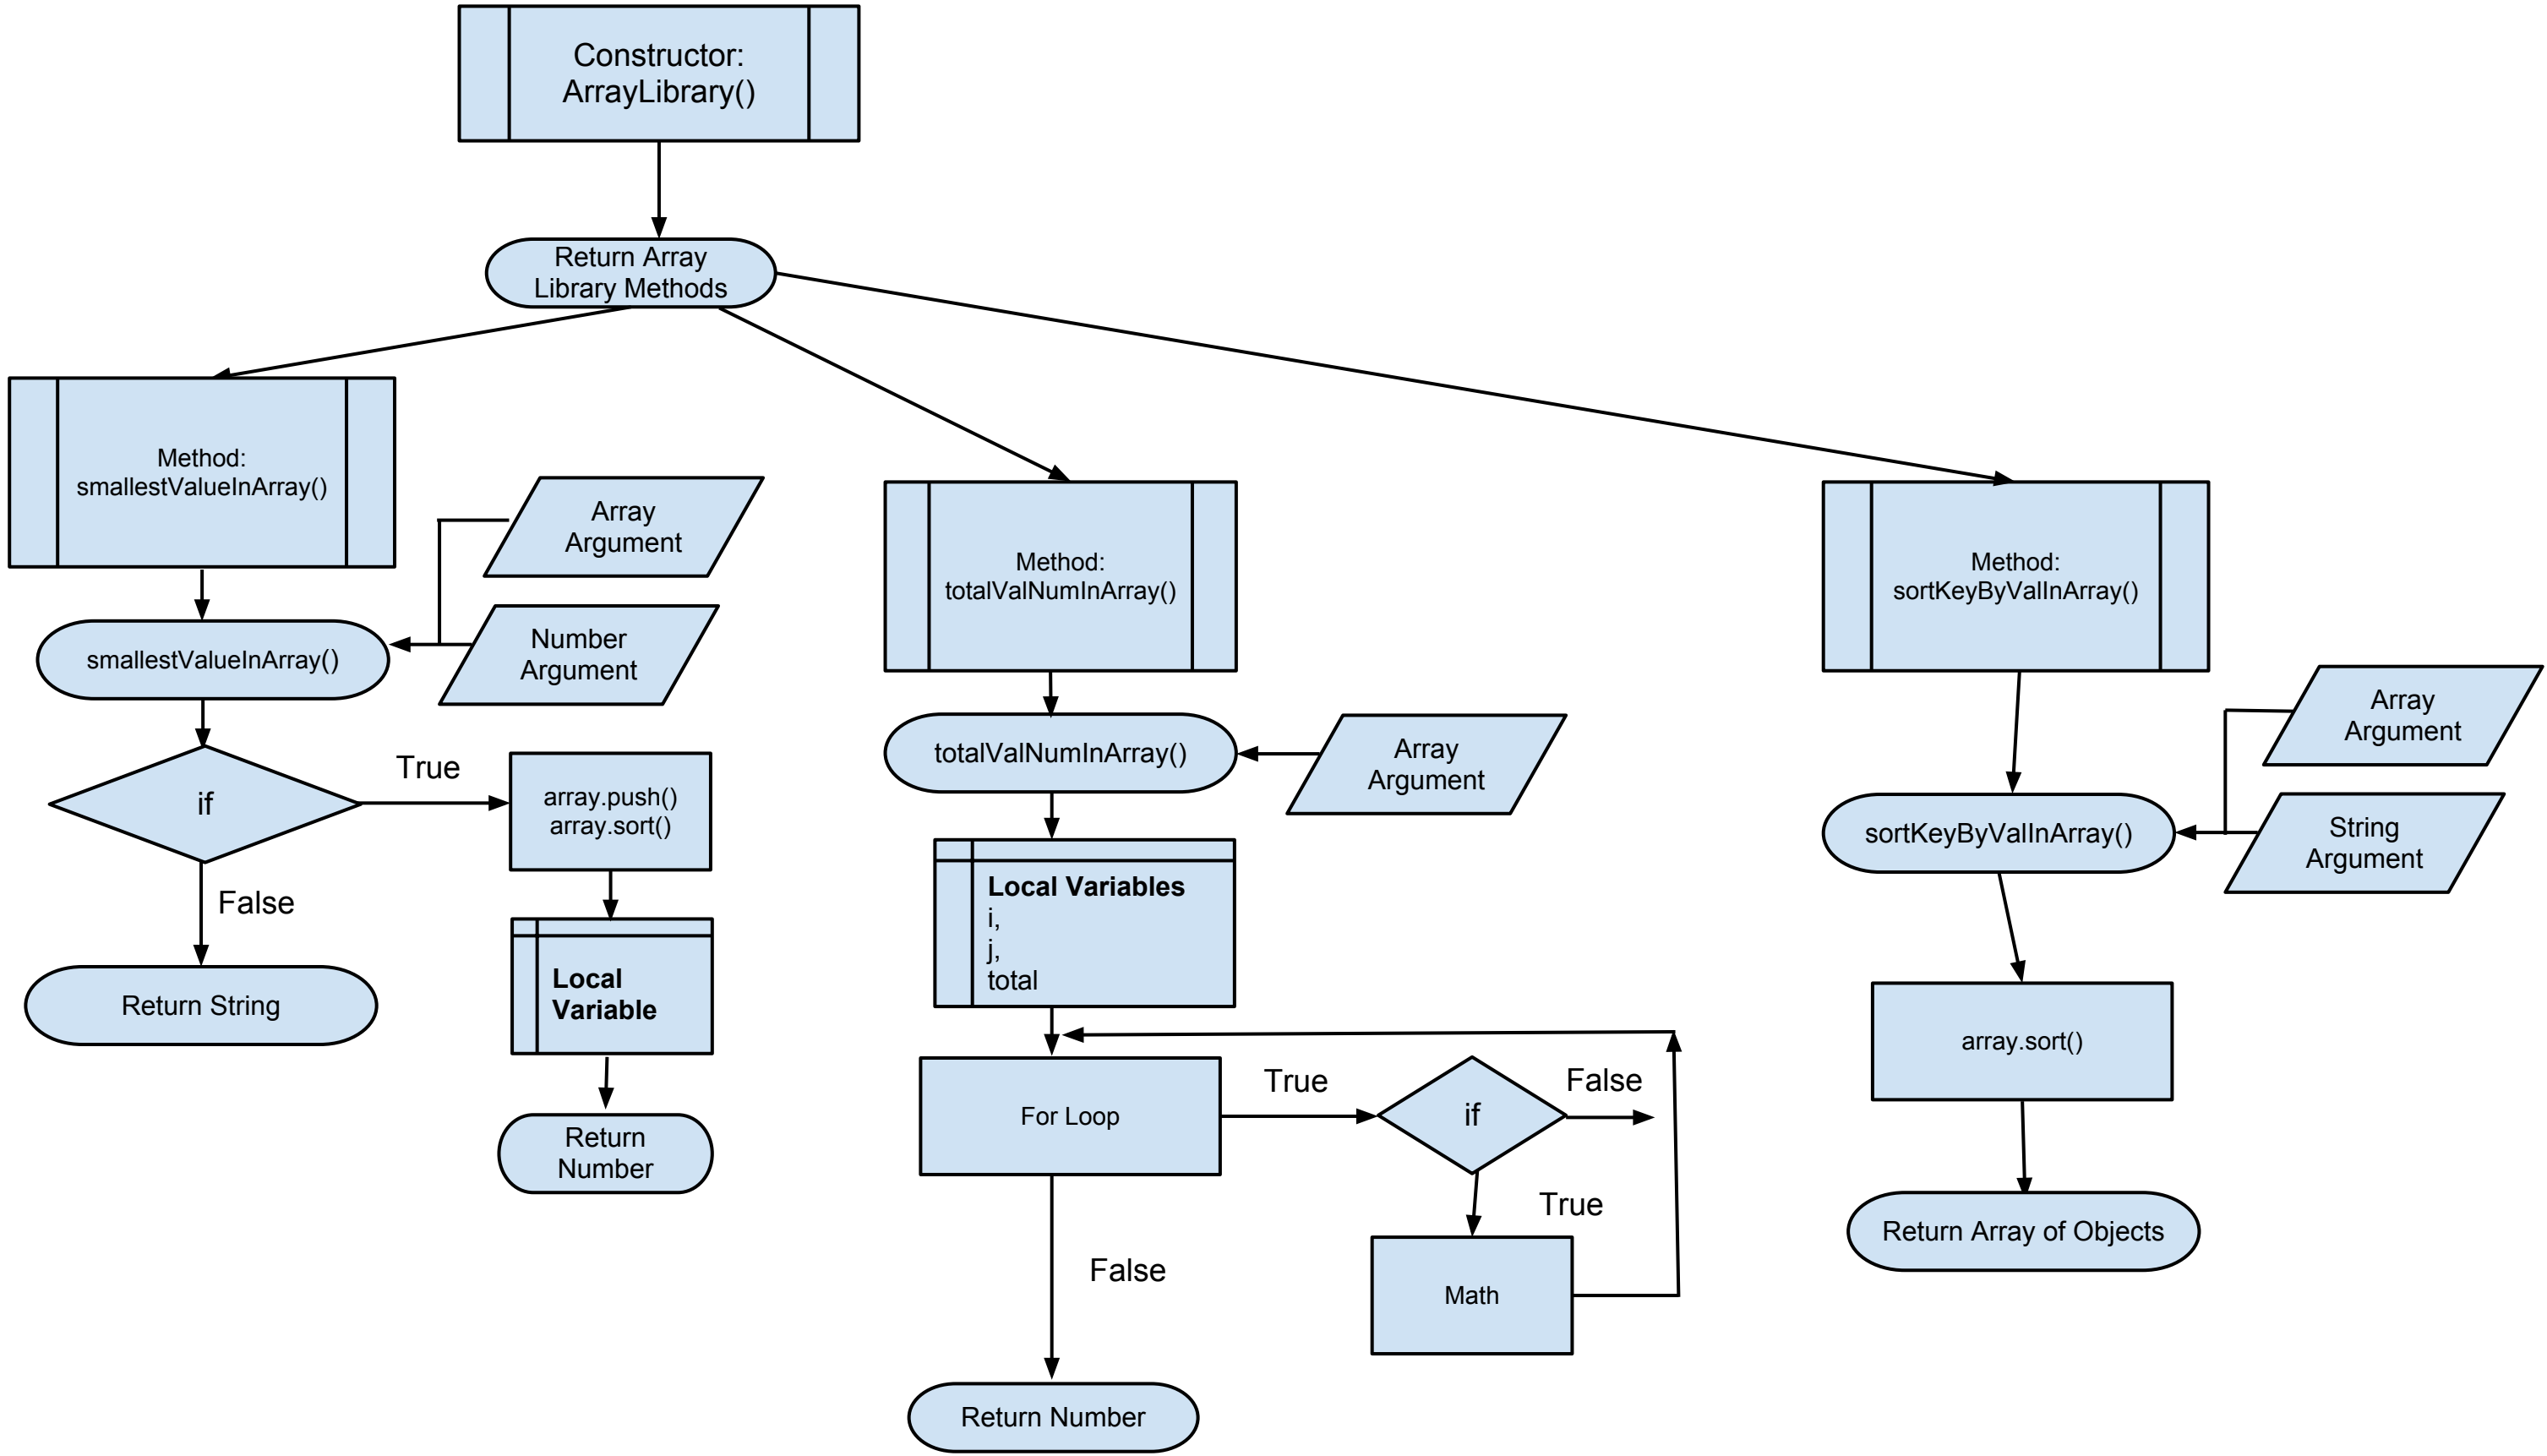 Constructor:
ArrayLibrary()
Return Array
Library Methods
Method:
smallestValueInArray()
Array
Argument
Number
Argument
smallestValueInArray()
if
True
array.push()
array.sort()
False
Local
Variable
Return String
Return
Number
Method:
totalValNumInArray()
totalValNumInArray()
Array
Argument
Local Variables
i,
j,
total
For Loop
True
if
False
True
Math
False
Return Number
Method:
sortKeyByValInArray()
Array
Argument
String
Argument
sortKeyByValInArray()
array.sort()
Return Array of Objects